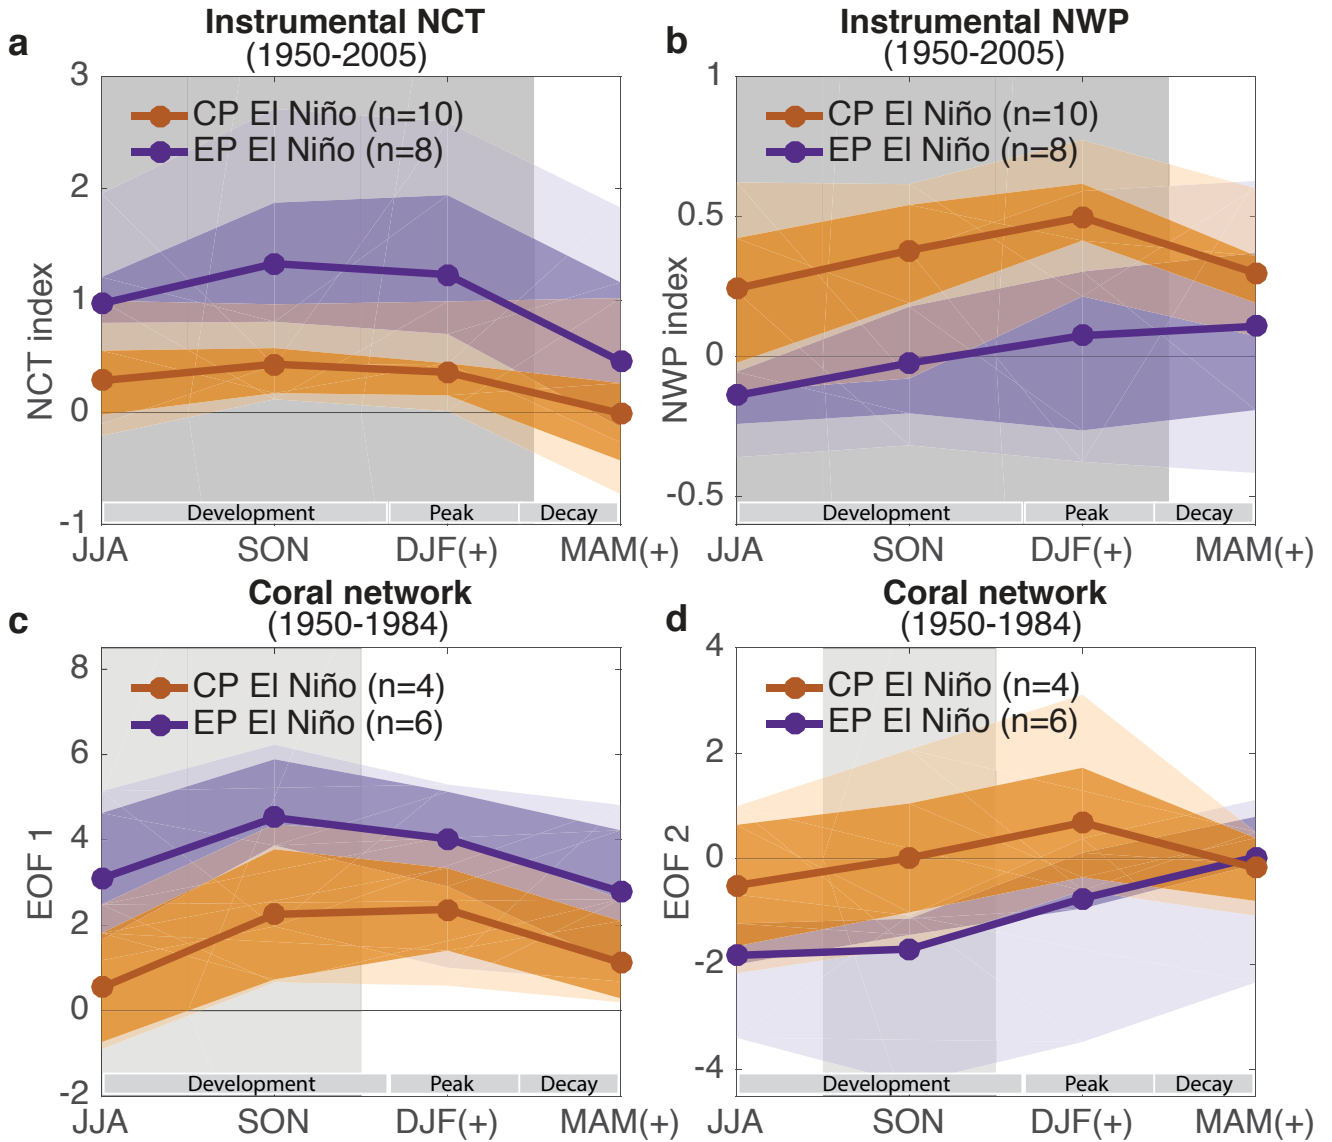 a
Instrumental NCT
(1950-2005)
3
2
1
0
-1
NCT index
CP El Niño (n=10)
EP El Niño (n=8)
Development
Peak
Decay
JJA
SON
DJF(+)
MAM(+)
b
Instrumental NWP
(1950-2005)
1
0.5
0
-0.5
NWP index
CP El Niño (n=10)
EP El Niño (n=8)
Development
Peak
Decay
JJA
SON
DJF(+)
MAM(+)
c
Coral network
(1950-1984)
8
6
4
2
0
-2
EOF 1
CP El Niño (n=4)
EP El Niño (n=6)
Development
Peak
Decay
JJA
SON
DJF(+)
MAM(+)
d
Coral network
(1950-1984)
4
2
0
-2
-4
EOF 2
CP El Niño (n=4)
EP El Niño (n=6)
Development
Peak
Decay
JJA
SON
DJF(+)
MAM(+)